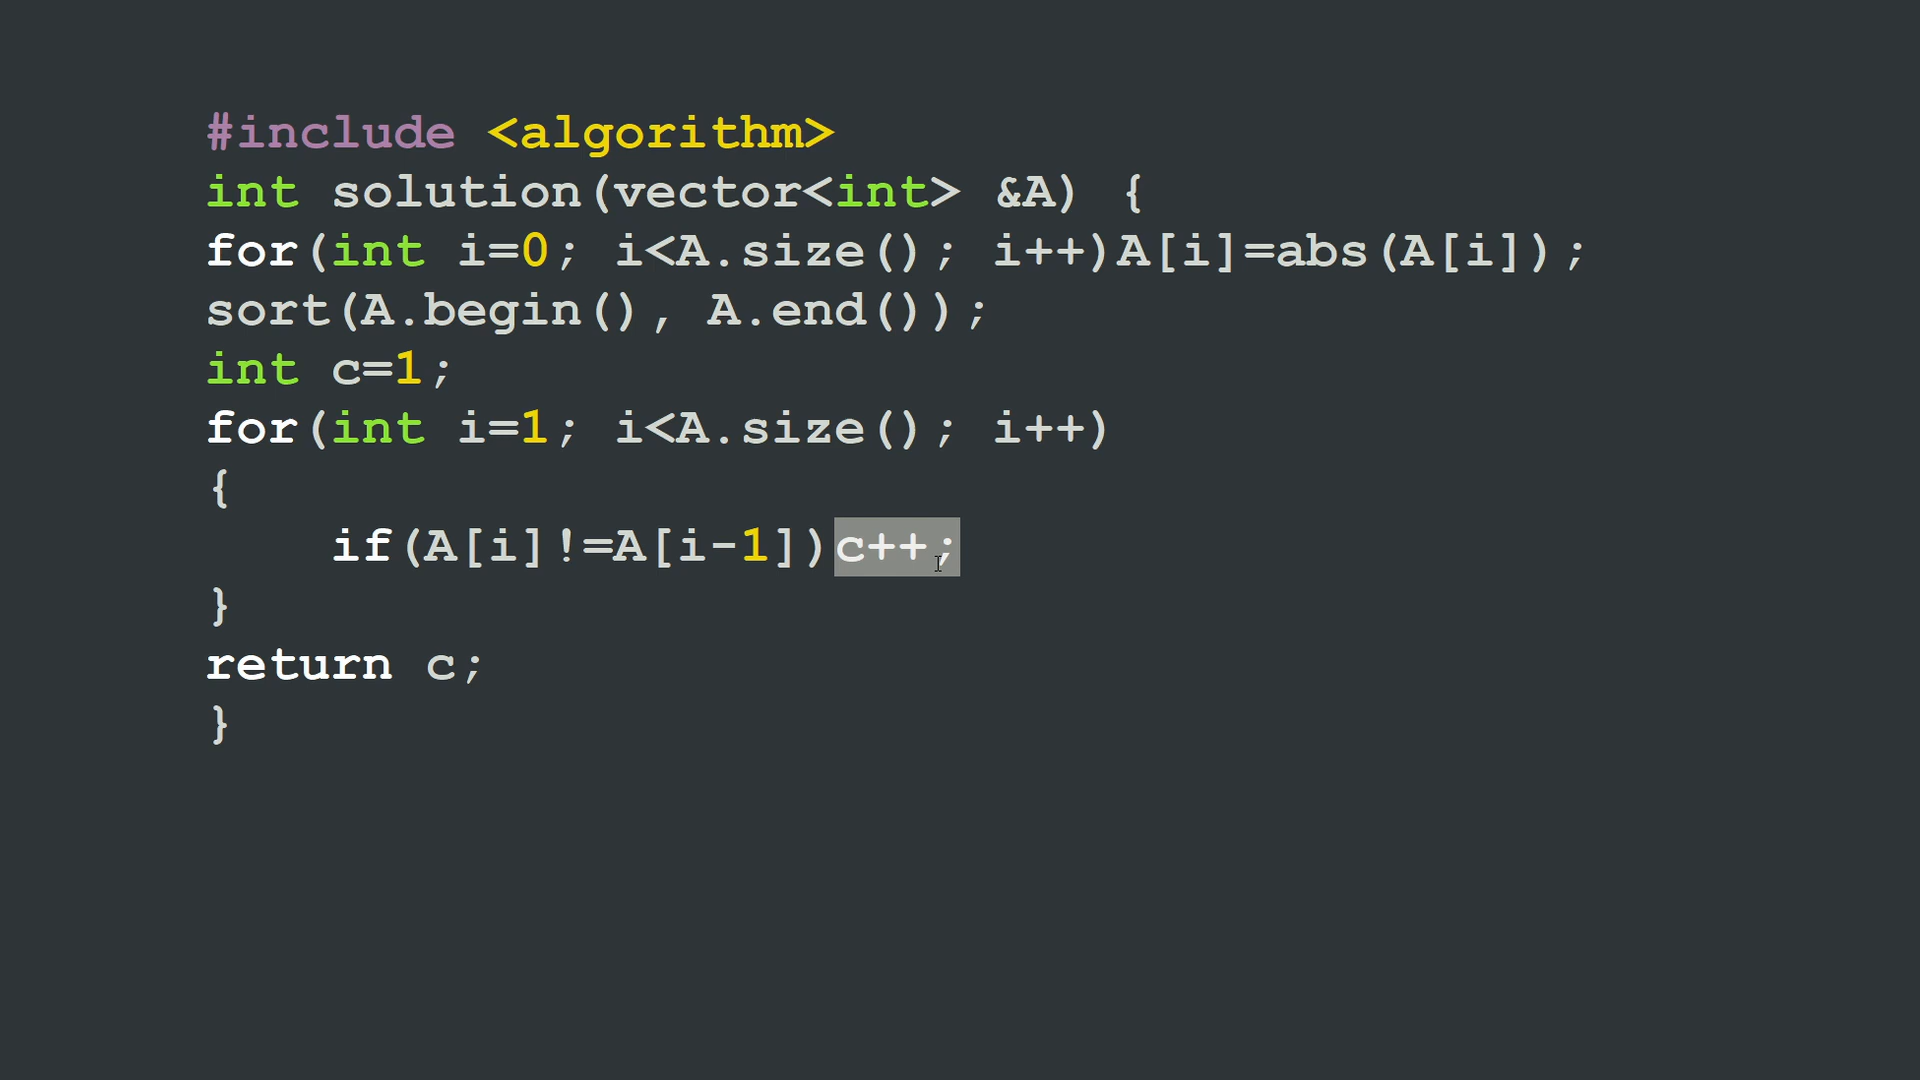 #include <algorithm>
int solution(vector<int> &A) {
for(int i=0; i<A.size(); i++)A[i]=abs(A[i]);
sort(A.begin(), A.end());
int c=1;
for(int i=1; i<A.size(); i++)
{
    if(A[i]!=A[i-1])c++;
}
return c;
}